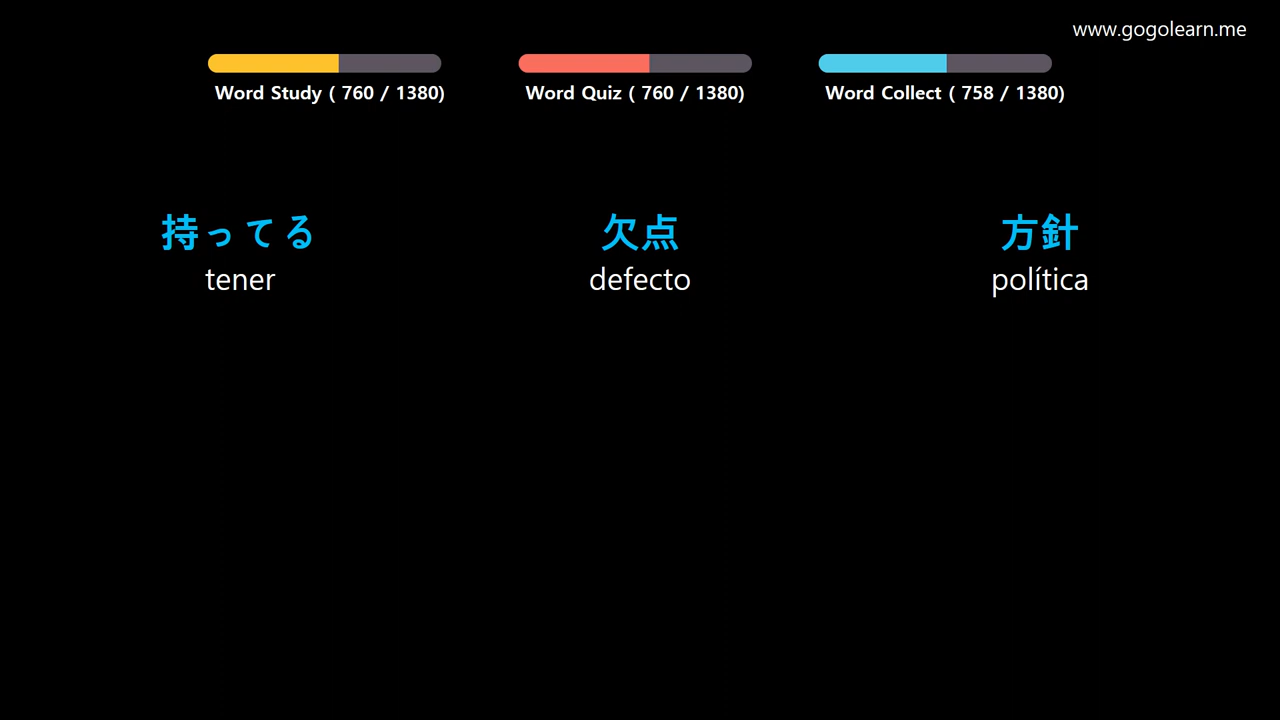 www.gogolearn.me
Word Study ( 760 / 1380)
Word Quiz ( 760 / 1380)
Word Collect ( 758 / 1380)
持ってる
tener
欠点
defecto
方針
política